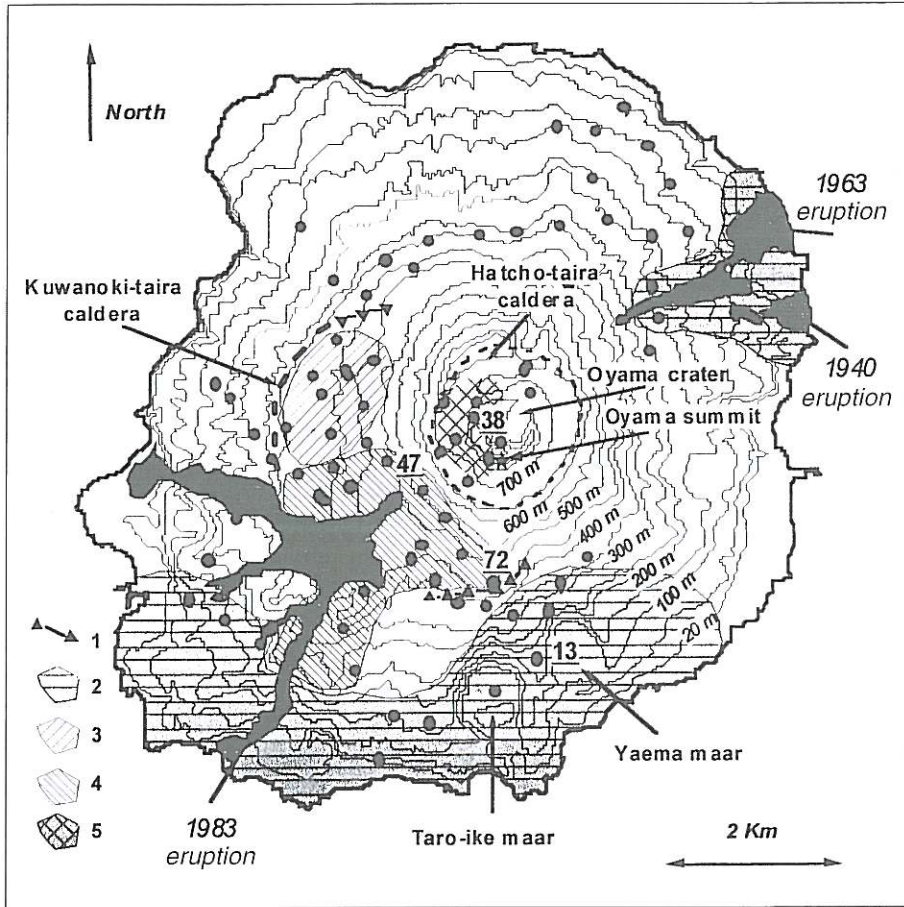 North
1963
eruption
Kuwanoki-taira
caldera
Hatcho-taira
caldera
Oyama crater
1940
eruption
Oyama summit
38
47
700 m
600 m
500 m
400 m
300 m
200 m
100 m
20 m
72
13
1
2
3
4
5
Yaema maar
1983
eruption
Taro-ike maar
2 Km